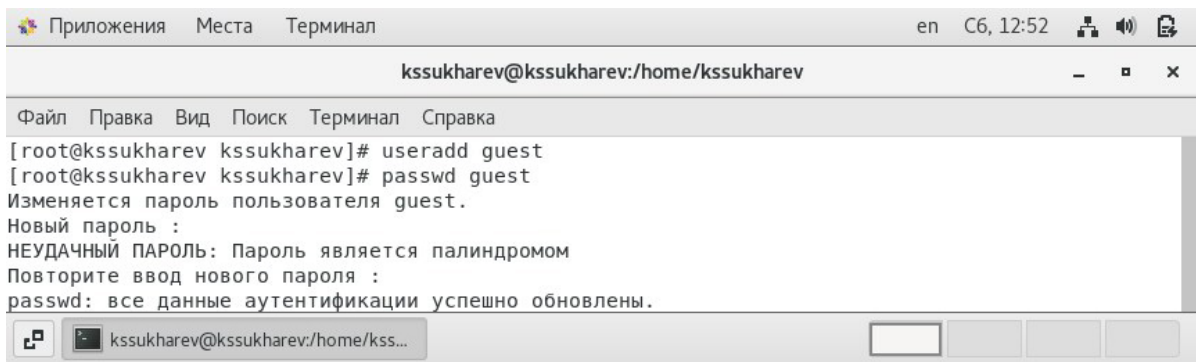 Приложения Места Терминал en Сб, 12:52
kssukharev@kssukharev:/home/kssukharev
Файл Правка Вид Поиск Терминал Справка
[root@kssukharev kssukharev]# useradd guest
[root@kssukharev kssukharev]# passwd guest
Изменяется пароль пользователя guest.
Новый пароль :
НЕУДАЧНЫЙ ПАРОЛЬ: Пароль является палиндромом
Повторите ввод нового пароля :
passwd: все данные аутентификации успешно обновлены.
kssukharev@kssukharev:/home/kss...